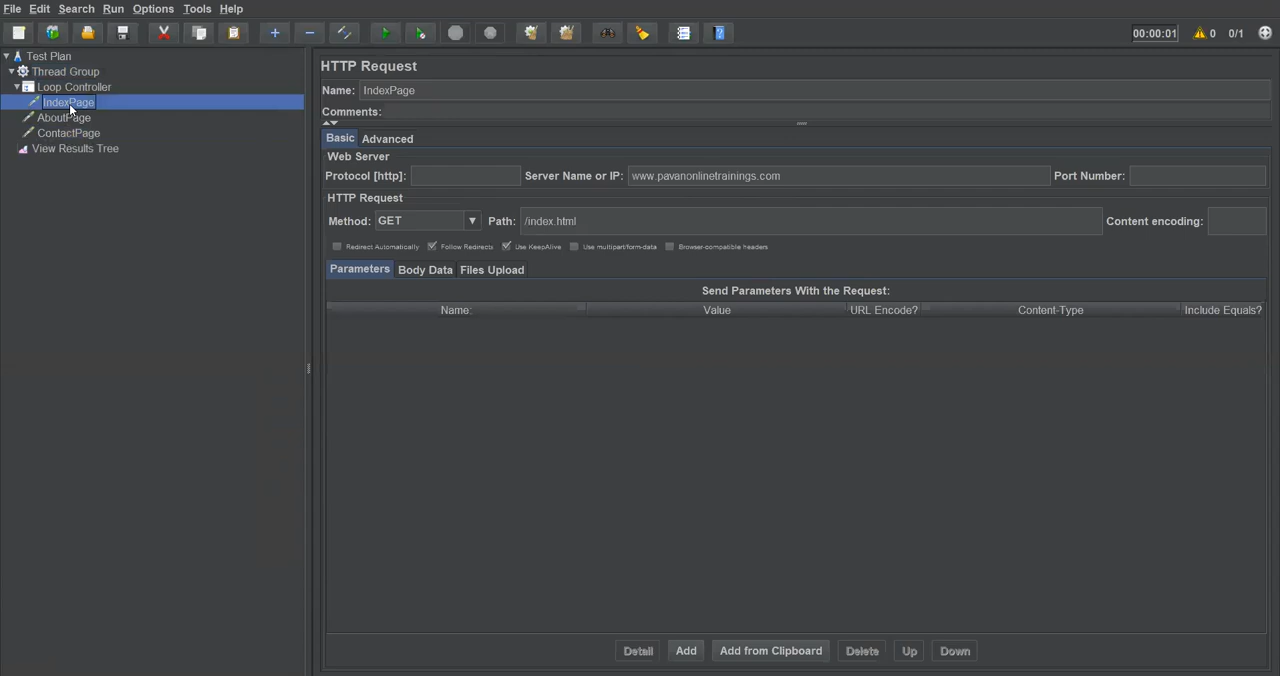 File Edit Search Run Options Tools Help
00:00:01 0 0/1
Test Plan
Thread Group
Loop Controller
IndexPage
AboutPage
ContactPage
View Results Tree
HTTP Request
Name: IndexPage
Comments:
Basic Advanced
Web Server
Protocol [http]: Server Name or IP: www.pavanonlinetrainings.com Port Number:
HTTP Request
Method: GET Path: /index.html Content encoding:
Redirect Automatically Follow Redirects Use KeepAlive Use multipart/form-data Browser-compatible headers
Parameters Body Data Files Upload
Send Parameters With the Request:
Name: Value URL Encode? Content-Type Include Equals?
Detail Add Add from Clipboard Delete Up Down